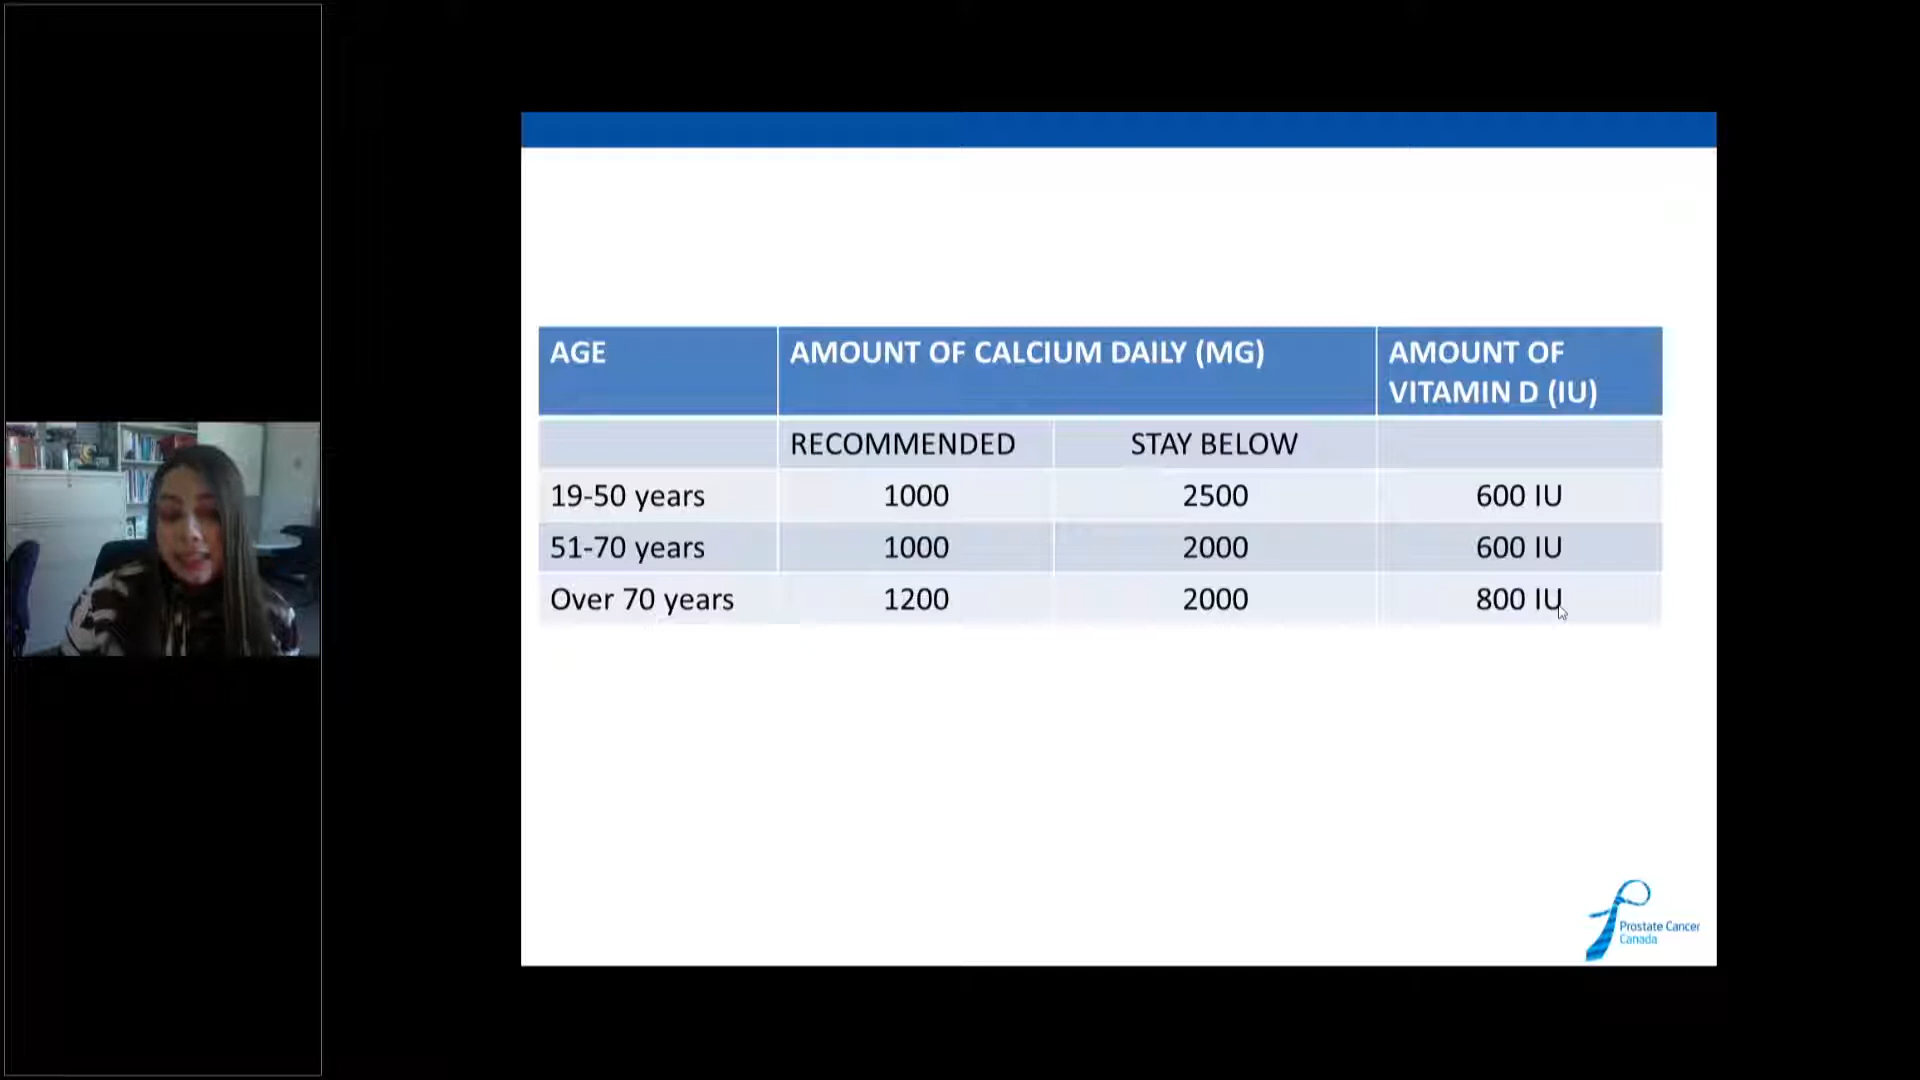 AGE AMOUNT OF CALCIUM DAILY (MG) AMOUNT OF
VITAMIN D (IU)
RECOMMENDED STAY BELOW
19-50 years 1000 2500 600 IU
51-70 years 1000 2000 600 IU
Over 70 years 1200 2000 800 IU
Prostate Cancer
Canada